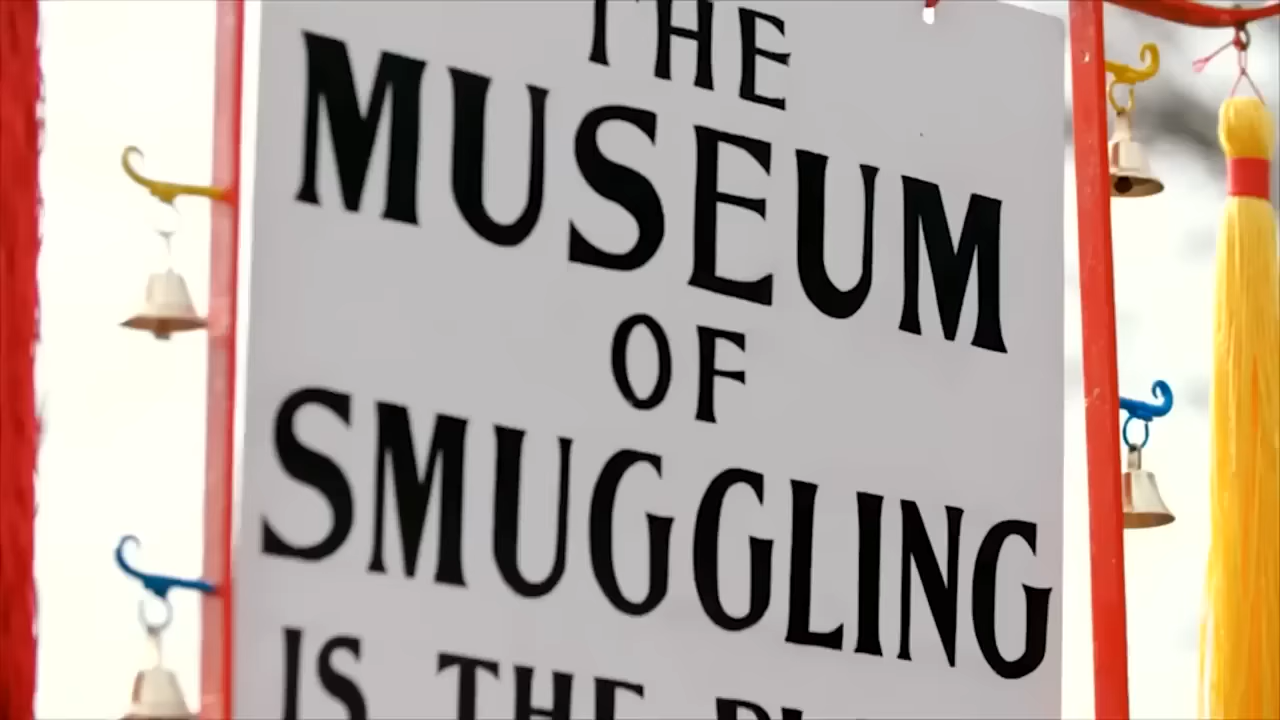 THE
MUSEUM
OF
SMUGGLING
IS THE